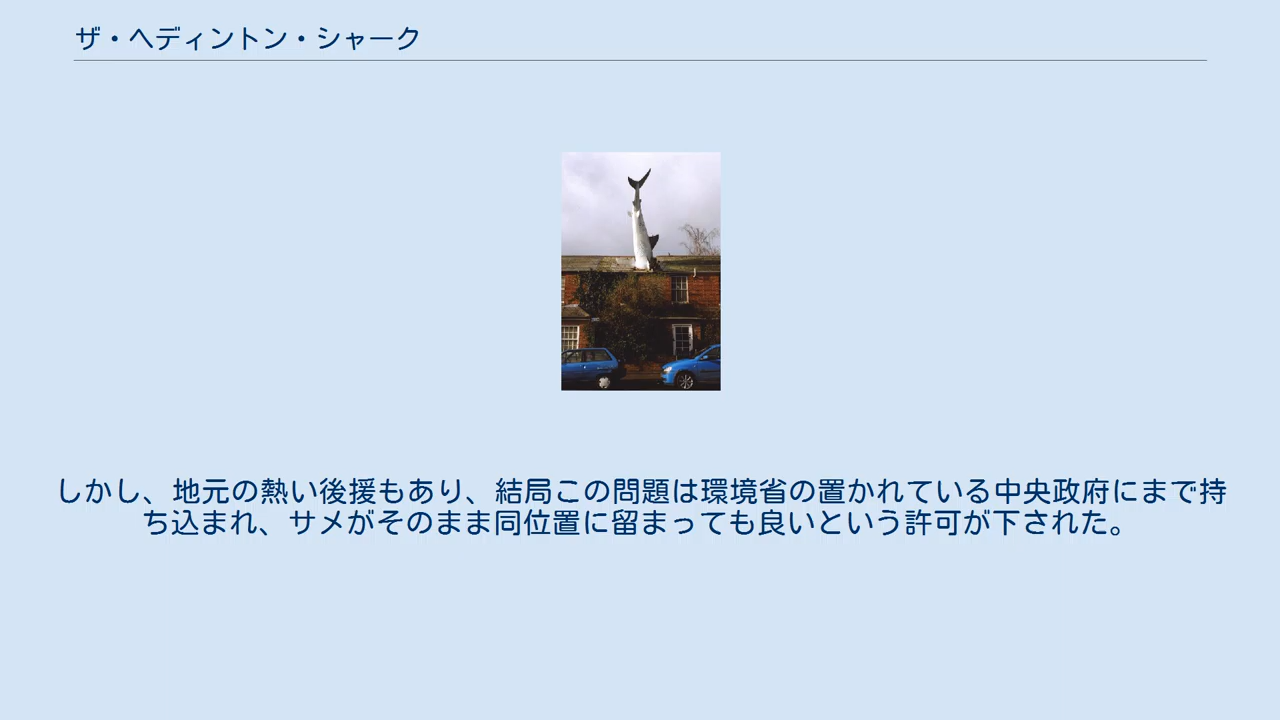 ザ・ヘディントン・シャーク
しかし、地元の熱い後援もあり、結局この問題は環境省の置かれている中央政府にまで持
ち込まれ、サメがそのまま同位置に留まっても良いという許可が下された。